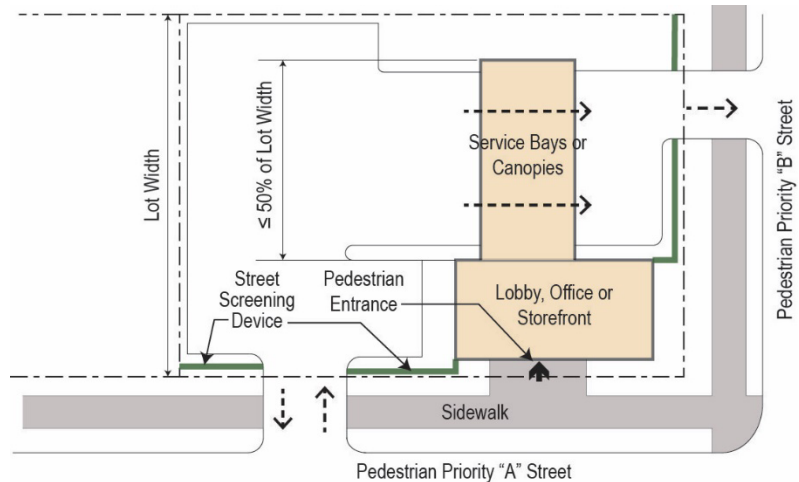 Lot Width
≤ 50% of Lot Width
Service Bays or
Canopies
Pedestrian Priority “B” Street
Street
Screening
Device
Pedestrian
Entrance
Lobby, Office or
Storefront
Sidewalk
Pedestrian Priority “A” Street